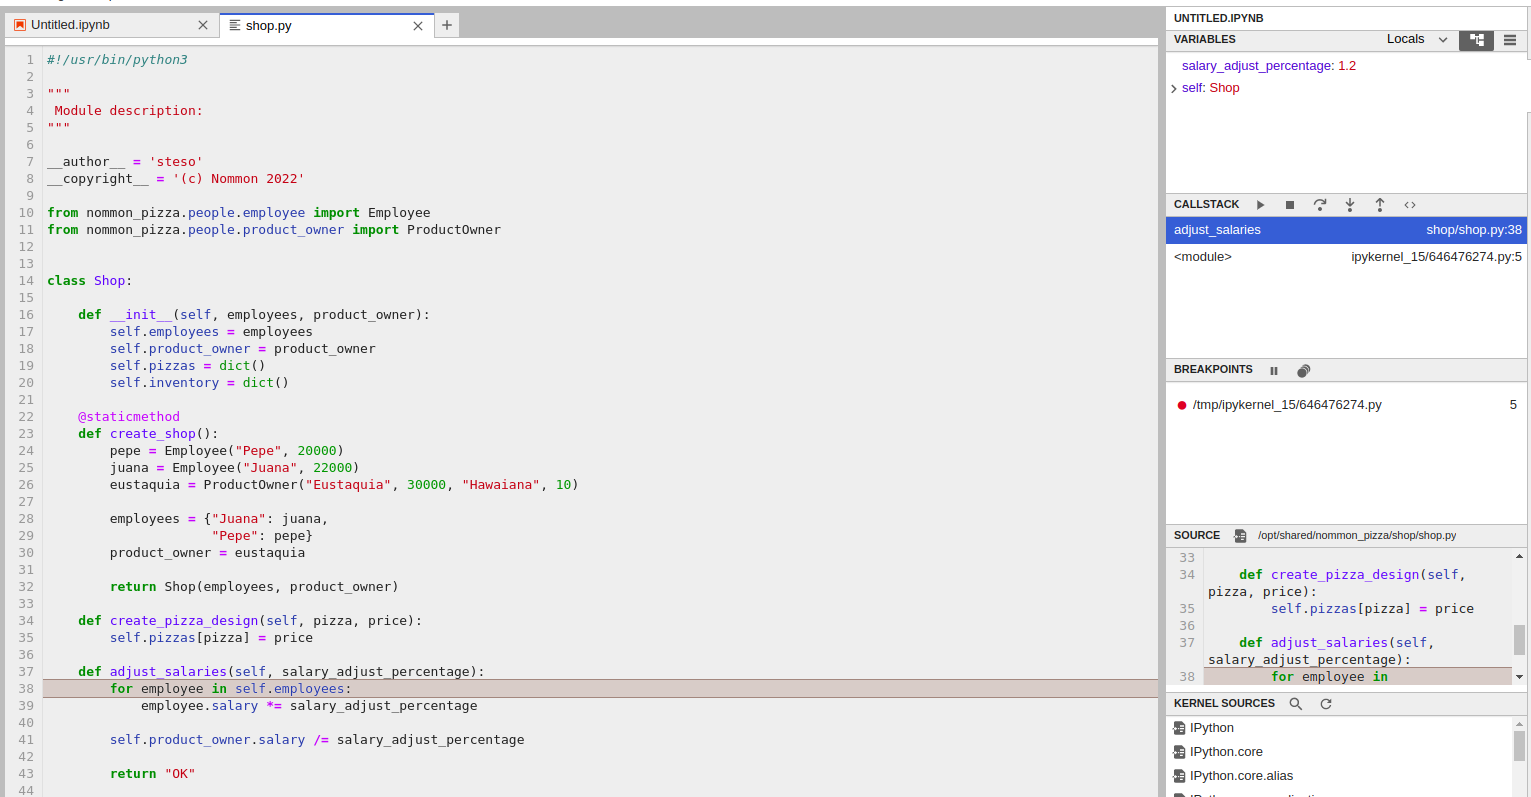 Untitled.ipynb
shop.py
1 #!/usr/bin/python3
2
3 """
4  Module description:
5 """
6
7 __author__ = 'steso'
8 __copyright__ = '(c) Nommon 2022'
9
10 from nommon_pizza.people.employee import Employee
11 from nommon_pizza.people.product_owner import ProductOwner
12
13
14 class Shop:
15
16     def __init__(self, employees, product_owner):
17         self.employees = employees
18         self.product_owner = product_owner
19         self.pizzas = dict()
20         self.inventory = dict()
21
22     @staticmethod
23     def create_shop():
24         pepe = Employee("Pepe", 20000)
25         juana = Employee("Juana", 22000)
26         eustaquia = ProductOwner("Eustaquia", 30000, "Hawaiana", 10)
27
28         employees = {"Juana": juana,
29                      "Pepe": pepe}
30         product_owner = eustaquia
31
32         return Shop(employees, product_owner)
33
34     def create_pizza_design(self, pizza, price):
35         self.pizzas[pizza] = price
36
37     def adjust_salaries(self, salary_adjust_percentage):
38         for employee in self.employees:
39             employee.salary *= salary_adjust_percentage
40
41         self.product_owner.salary /= salary_adjust_percentage
42
43         return "OK"
44
UNTITLED.IPYNB
VARIABLES Locals
salary_adjust_percentage: 1.2
self: Shop
CALLSTACK
adjust_salaries shop/shop.py:38
<module> ipykernel_15/646476274.py:5
BREAKPOINTS
/tmp/ipykernel_15/646476274.py 5
SOURCE /opt/shared/nommon_pizza/shop/shop.py
33
34     def create_pizza_design(self,
pizza, price):
35         self.pizzas[pizza] = price
36
37     def adjust_salaries(self,
salary_adjust_percentage):
38         for employee in
KERNEL SOURCES
IPython
IPython.core
IPython.core.alias